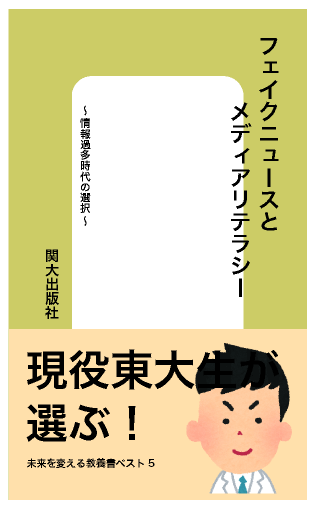 フェイクニュースと
メディアリテラシー
～情報過多時代の選択～
関大出版社
現役東大生が
選ぶ！
未来を変える教養書ベスト５